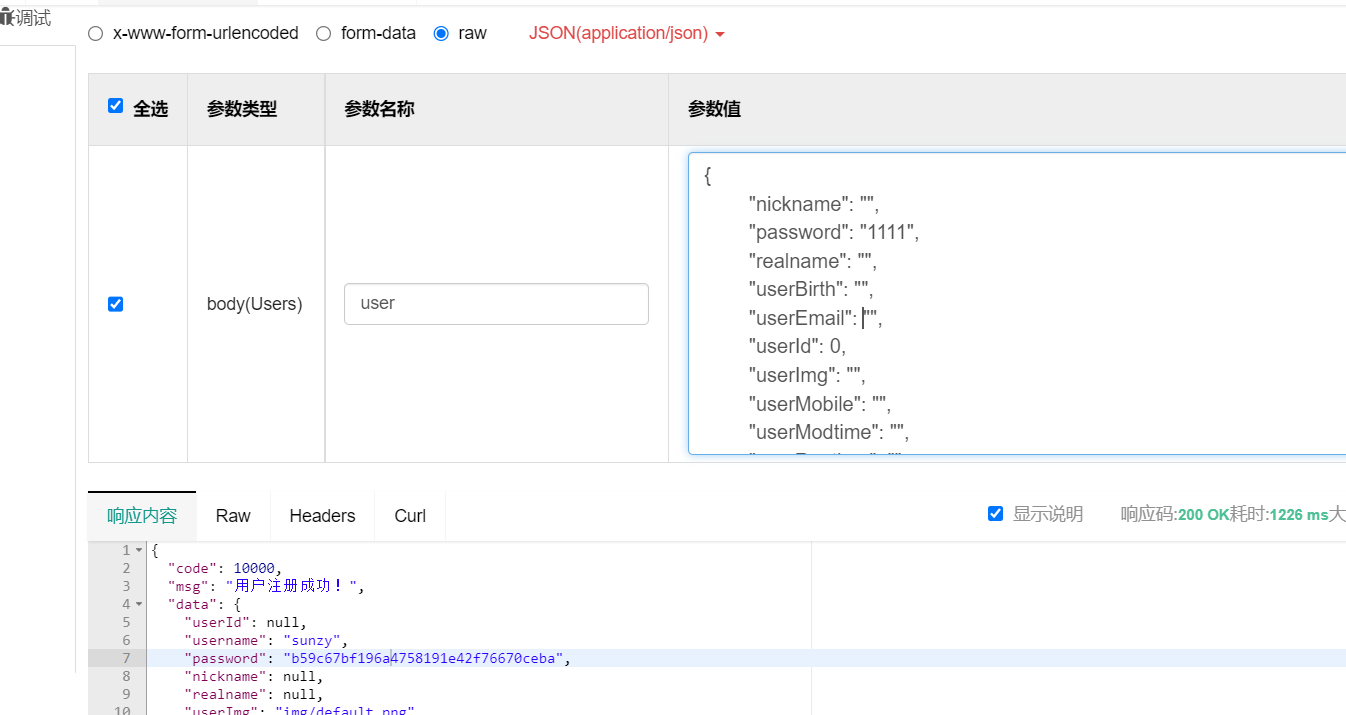 调试
x-www-form-urlencoded form-data raw JSON(application/json)
全选 参数类型 参数名称 参数值
body(Users) user
{
"nickname": "",
"password": "1111",
"realname": "",
"userBirth": "",
"userEmail": "",
"userId": 0,
"userImg": "",
"userMobile": "",
"userModtime": "",
响应内容 Raw Headers Curl 显示说明 响应码:200 OK耗时:1226 ms大
1 {
2 "code": 10000,
3 "msg": "用户注册成功！",
4 "data": {
5 "userId": null,
6 "username": "sunzy",
7 "password": "b59c67bf196a4758191e42f76670ceba",
8 "nickname": null,
9 "realname": null,
10 "userImg": "img/default.png"